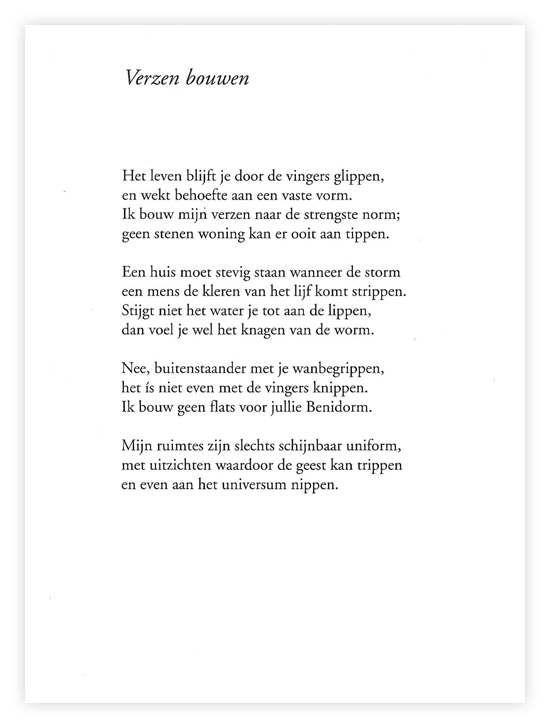 Verzen bouwen
Het leven blijft je door de vingers glippen,
en wekt behoefte aan een vaste vorm.
Ik bouw mijn verzen naar de strengste norm;
geen stenen woning kan er ooit aan tippen.
Een huis moet stevig staan wanneer de storm
een mens de kleren van het lijf komt strippen.
Stijgt niet het water je tot aan de lippen,
dan voel je wel het knagen van de worm.
Nee, buitenstaander met je wanbegrippen,
het ís niet even met de vingers knippen.
Ik bouw geen flats voor jullie Benidorm.
Mijn ruimtes zijn slechts schijnbaar uniform,
met uitzichten waardoor de geest kan trippen
en even aan het universum nippen.